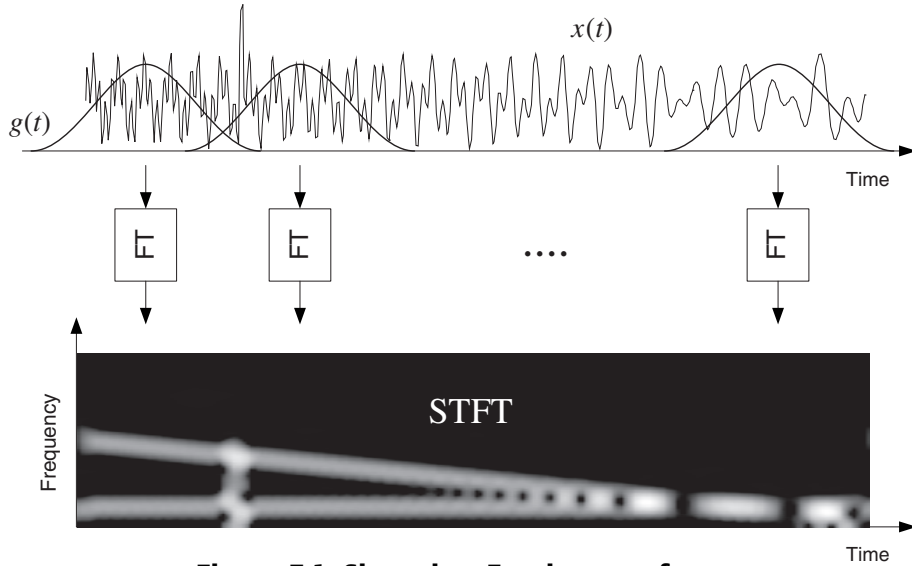 x(t)
g(t)
Time
FT
FT
....
FT
STFT
Frequency
Time